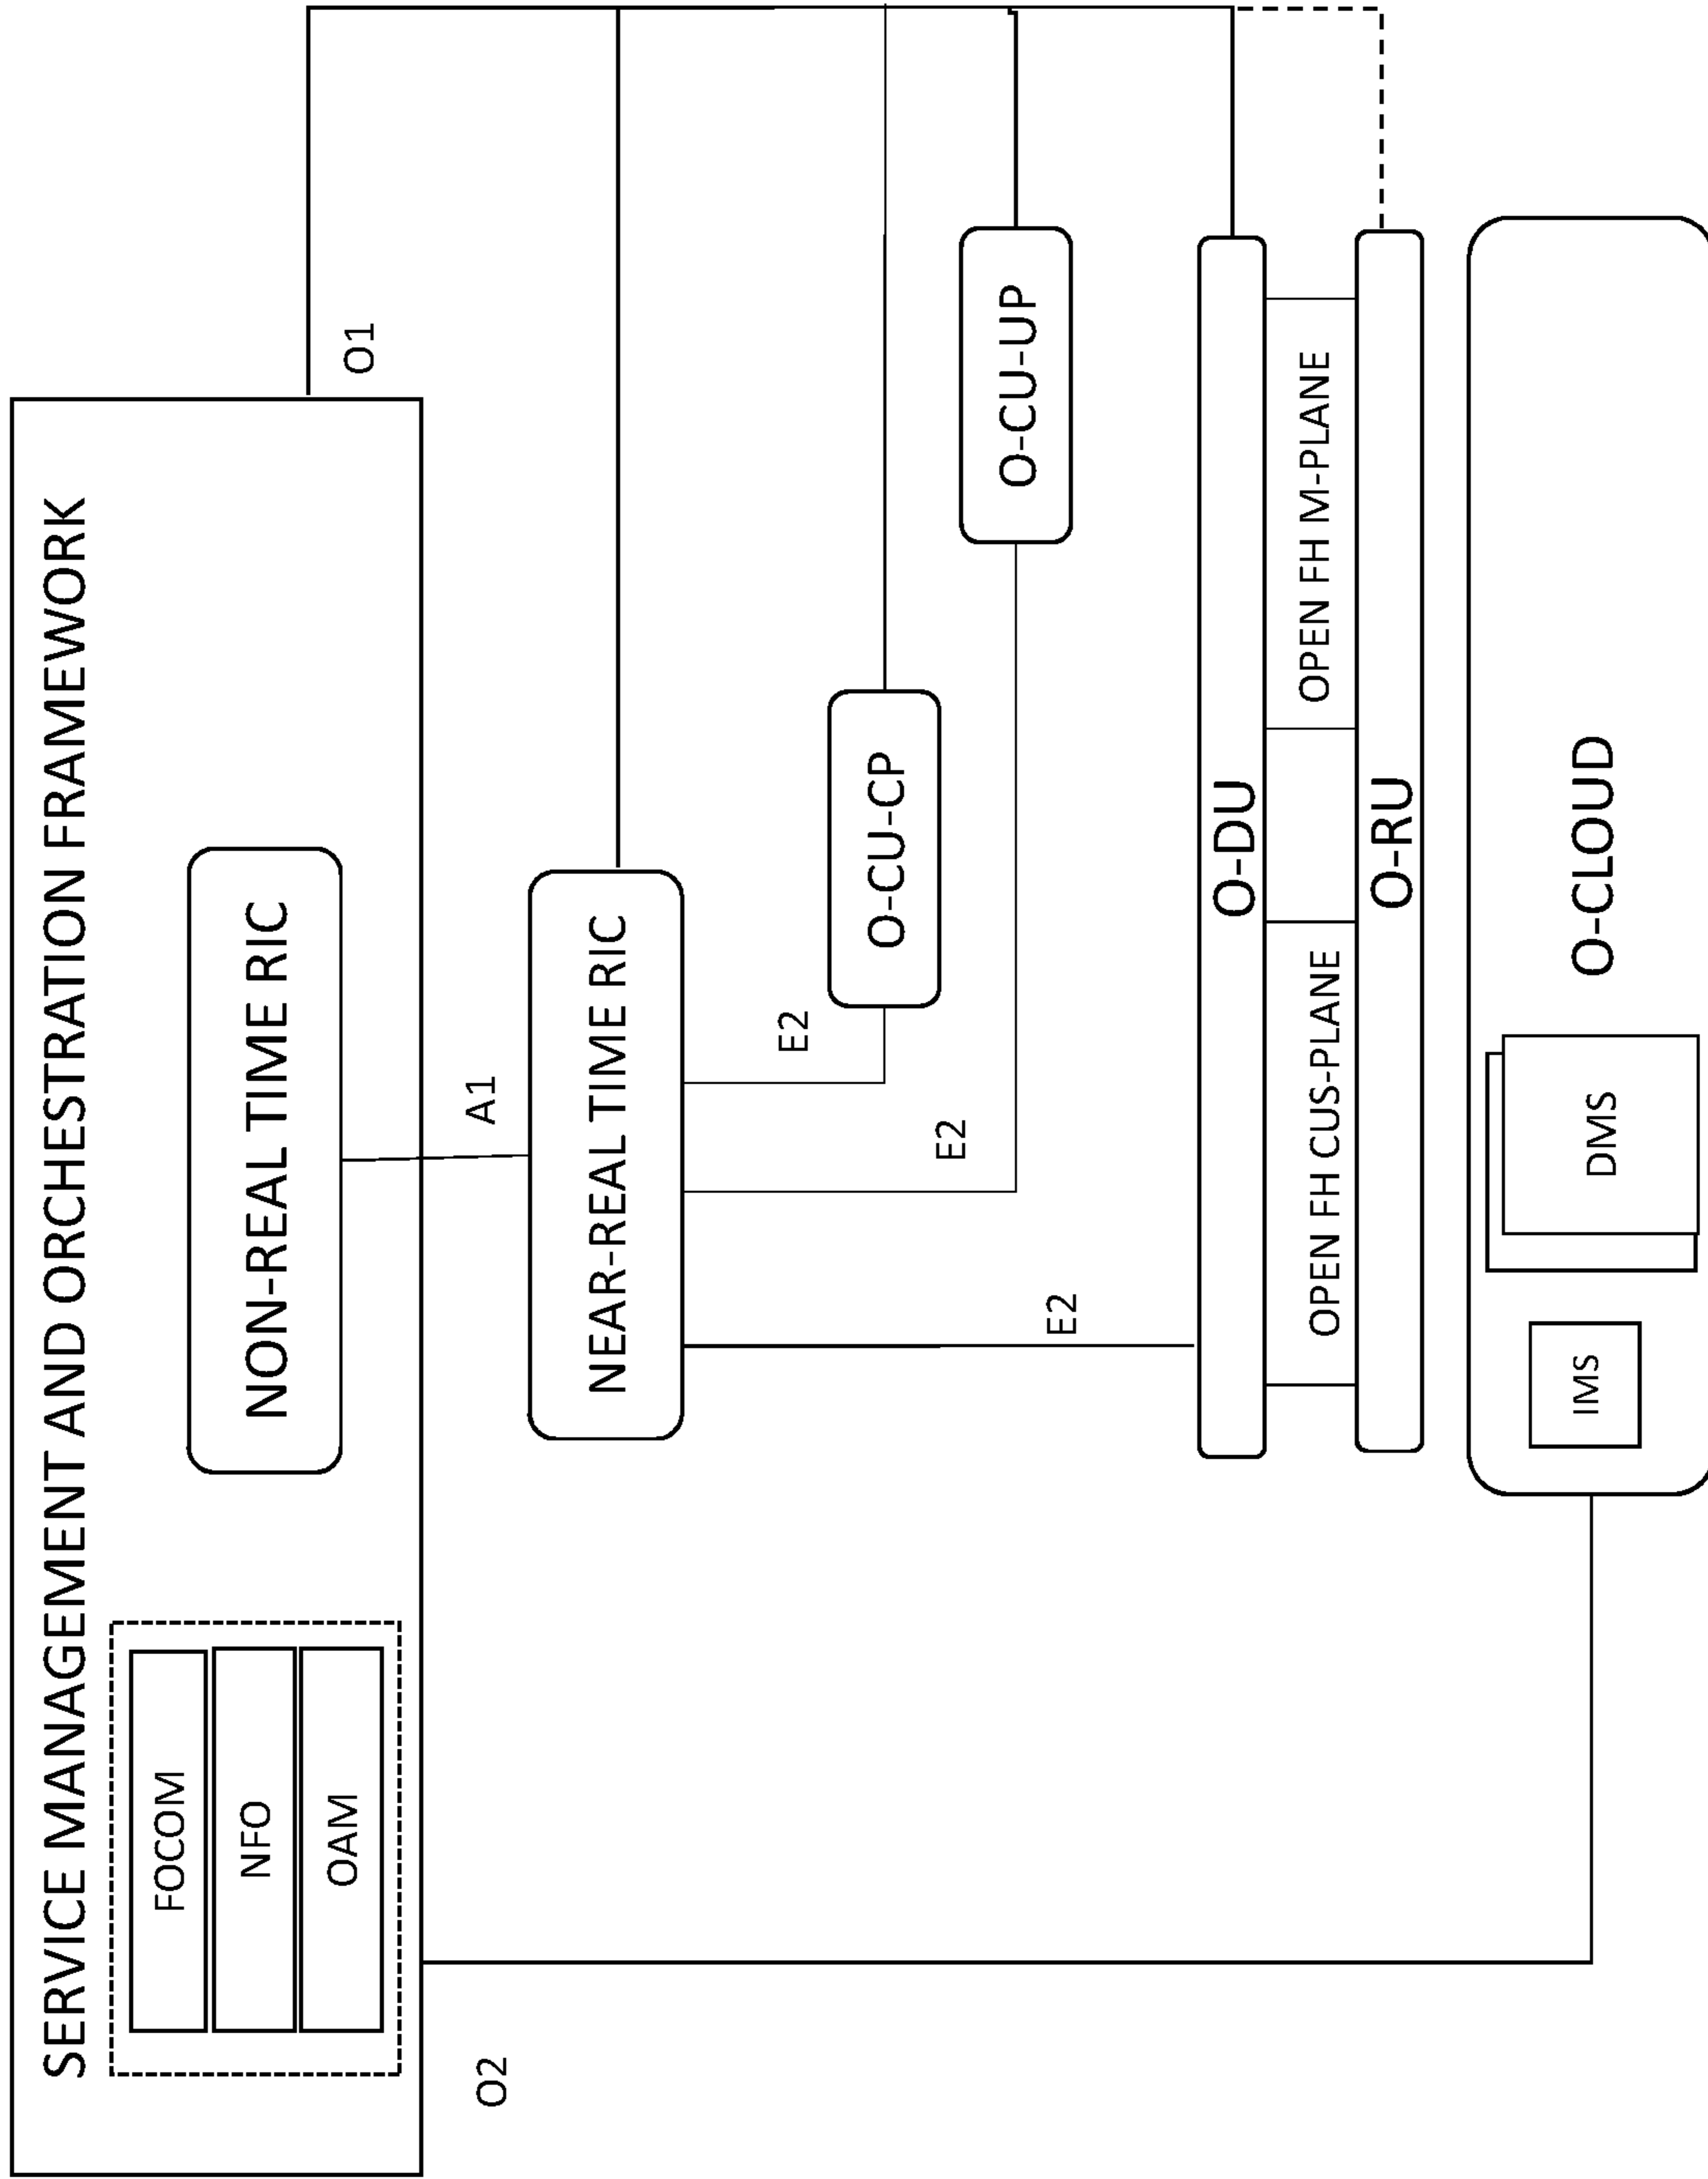 SERVICE MANAGEMENT AND ORCHESTRATION FRAMEWORK
FOCOM
NFO
OAM
NON-REAL TIME RIC
O1
O2
A1
NEAR-REAL TIME RIC
E2
O-CU-CP
E2
O-CU-UP
E2
O-DU
OPEN FH CUS-PLANE
OPEN FH M-PLANE
O-RU
IMS
DMS
O-CLOUD